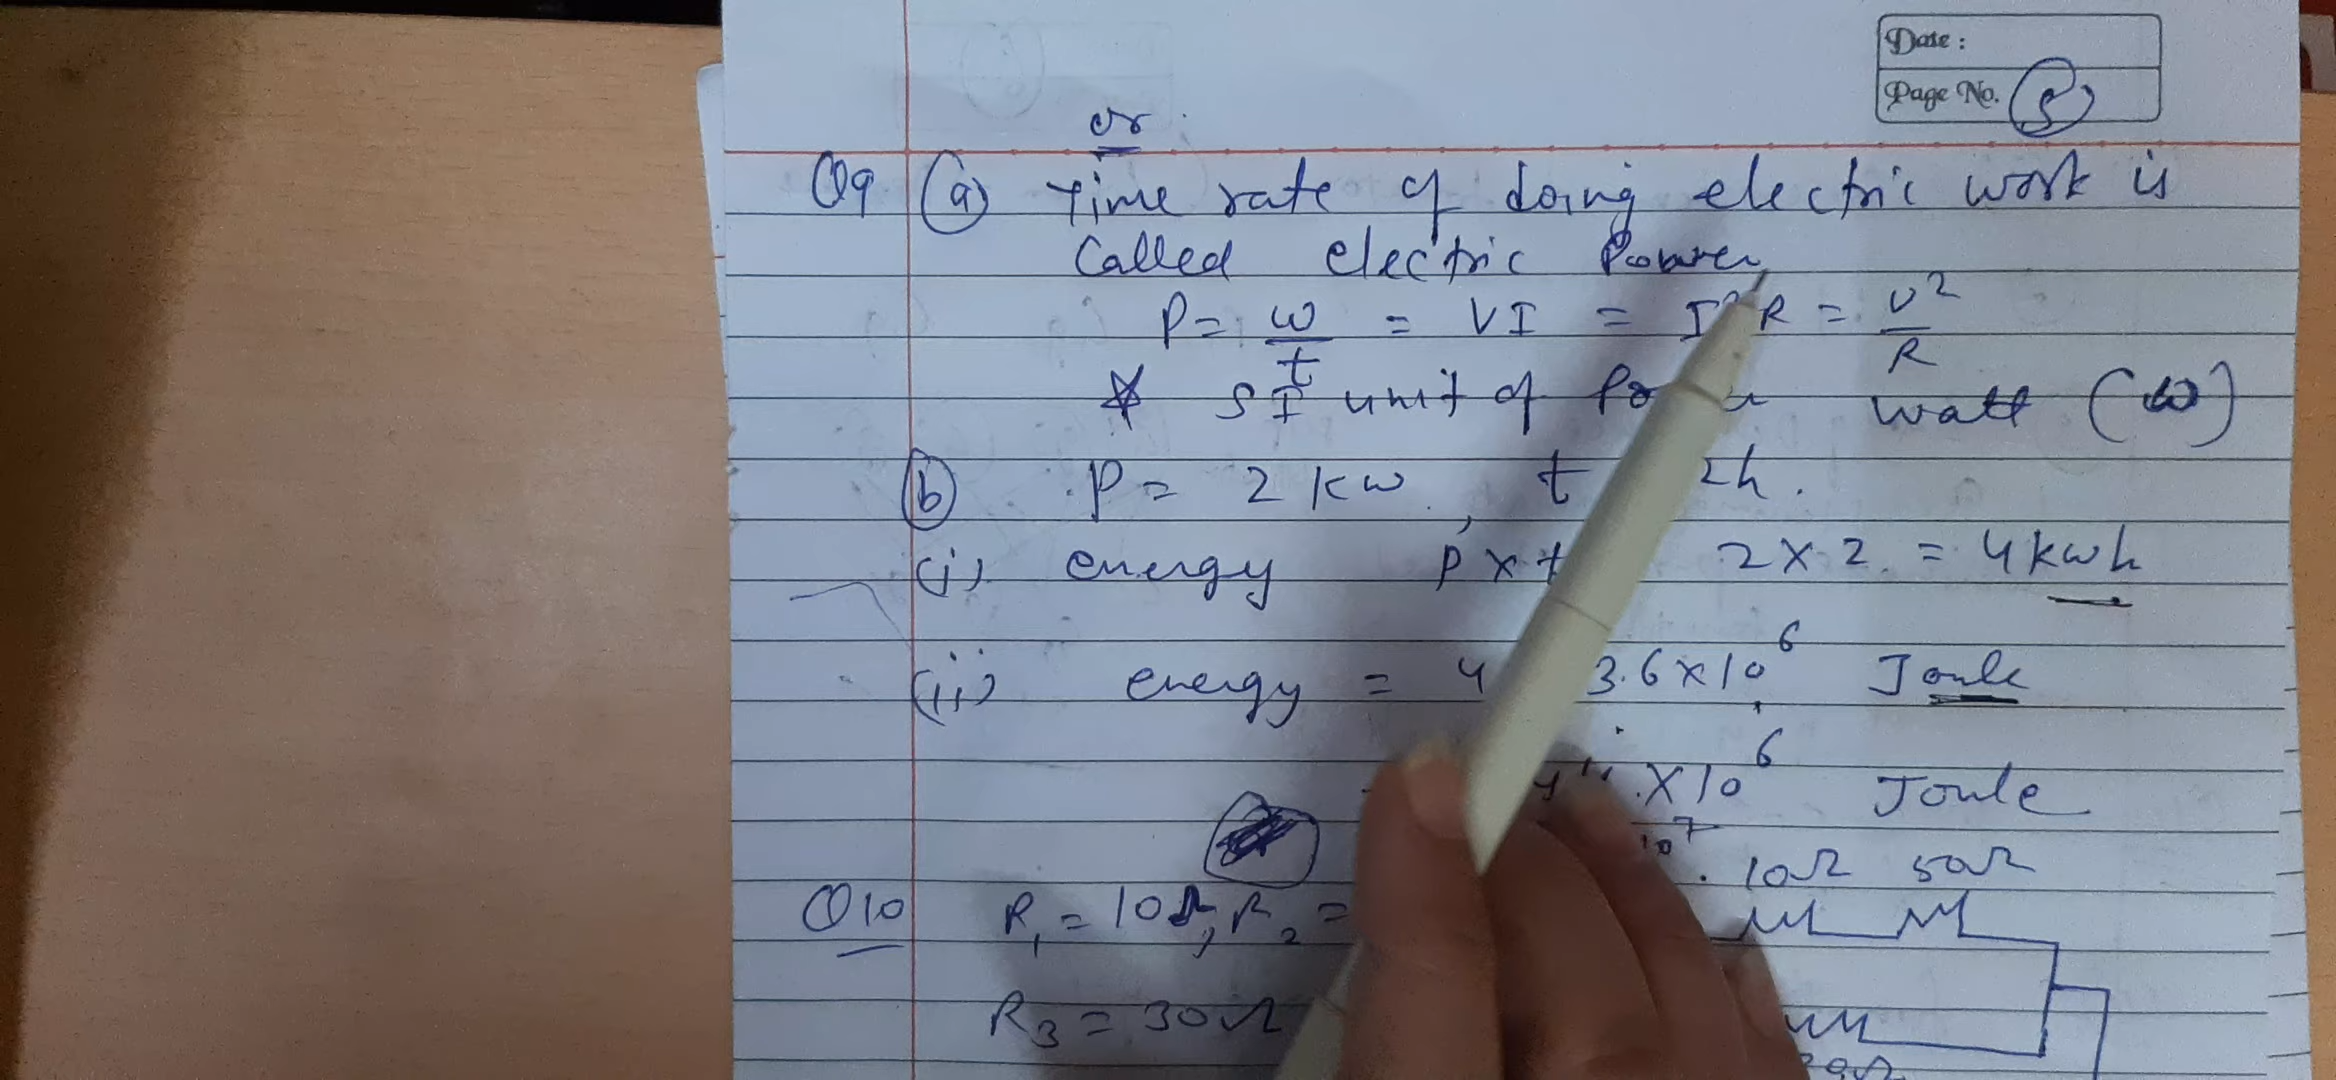 Date :
Page No. 5
or
Q9 (a) Time rate of doing electric work is
Called electric Power
P = W/t = VI = I²R = V²/R
* SI unit of watt (W)
(b) P = 2 kw, t 2h.
(i) energy P x t 2 x 2 = 4 kwh
(ii) energy = 4 3.6 x 10⁶ Joule
x 10⁶ Joule
10⁷
10Ω 50Ω
Q10 R₁ = 10Ω, R₂ =
R₃ = 30Ω